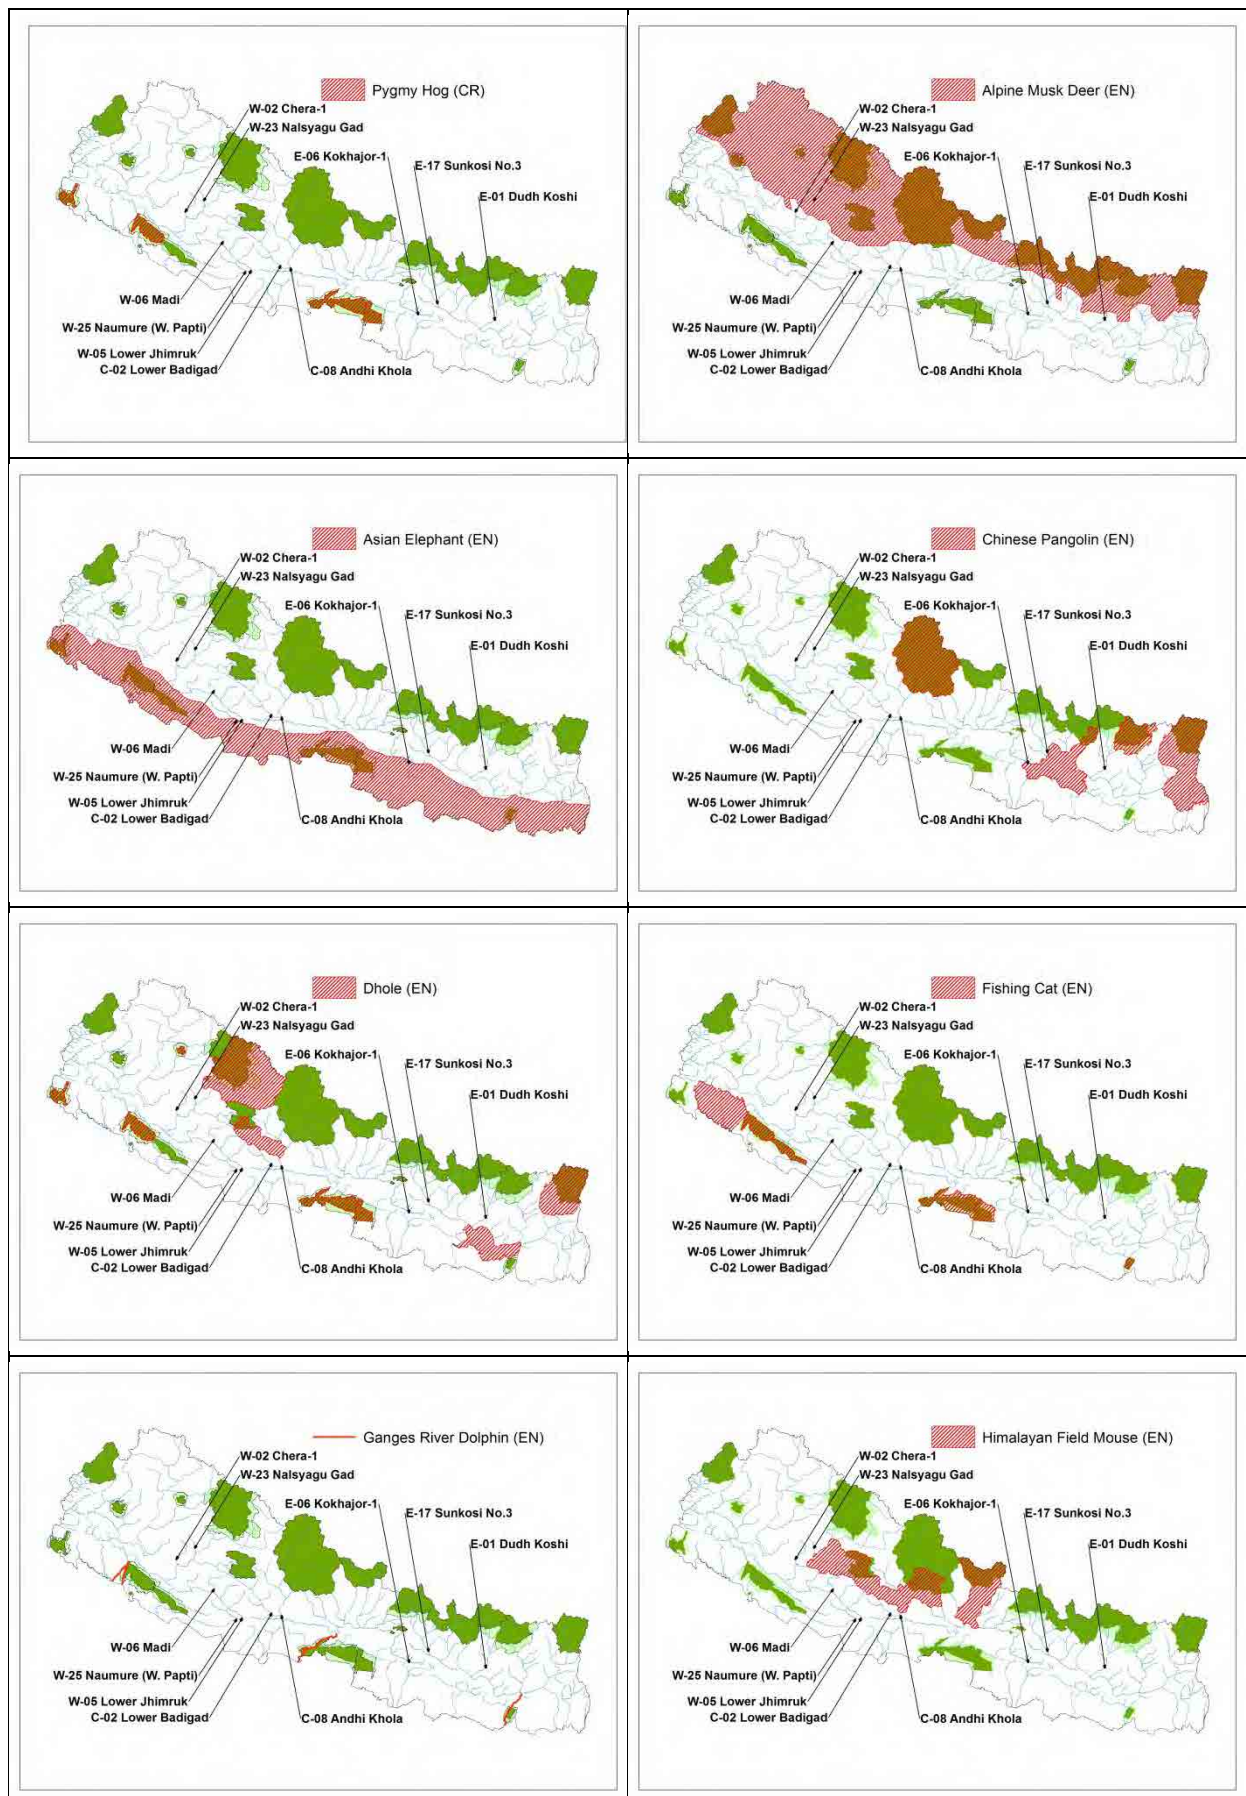 Pygmy Hog (CR)
W-02 Chera-1
W-23 Nalsyagu Gad
E-06 Kokhajor-1
E-17 Sunkosi No.3
E-01 Dudh Koshi
W-06 Madi
W-25 Naumure (W. Papti)
W-05 Lower Jhimruk
C-02 Lower Badigad
C-08 Andhi Khola
Alpine Musk Deer (EN)
W-02 Chera-1
W-23 Nalsyagu Gad
E-06 Kokhajor-1
E-17 Sunkosi No.3
E-01 Dudh Koshi
W-06 Madi
W-25 Naumure (W. Papti)
W-05 Lower Jhimruk
C-02 Lower Badigad
C-08 Andhi Khola
Asian Elephant (EN)
W-02 Chera-1
W-23 Nalsyagu Gad
E-06 Kokhajor-1
E-17 Sunkosi No.3
E-01 Dudh Koshi
W-06 Madi
W-25 Naumure (W. Papti)
W-05 Lower Jhimruk
C-02 Lower Badigad
C-08 Andhi Khola
Chinese Pangolin (EN)
W-02 Chera-1
W-23 Nalsyagu Gad
E-06 Kokhajor-1
E-17 Sunkosi No.3
E-01 Dudh Koshi
W-06 Madi
W-25 Naumure (W. Papti)
W-05 Lower Jhimruk
C-02 Lower Badigad
C-08 Andhi Khola
Dhole (EN)
W-02 Chera-1
W-23 Nalsyagu Gad
E-06 Kokhajor-1
E-17 Sunkosi No.3
E-01 Dudh Koshi
W-06 Madi
W-25 Naumure (W. Papti)
W-05 Lower Jhimruk
C-02 Lower Badigad
C-08 Andhi Khola
Fishing Cat (EN)
W-02 Chera-1
W-23 Nalsyagu Gad
E-06 Kokhajor-1
E-17 Sunkosi No.3
E-01 Dudh Koshi
W-06 Madi
W-25 Naumure (W. Papti)
W-05 Lower Jhimruk
C-02 Lower Badigad
C-08 Andhi Khola
Ganges River Dolphin (EN)
W-02 Chera-1
W-23 Nalsyagu Gad
E-06 Kokhajor-1
E-17 Sunkosi No.3
E-01 Dudh Koshi
W-06 Madi
W-25 Naumure (W. Papti)
W-05 Lower Jhimruk
C-02 Lower Badigad
C-08 Andhi Khola
Himalayan Field Mouse (EN)
W-02 Chera-1
W-23 Nalsyagu Gad
E-06 Kokhajor-1
E-17 Sunkosi No.3
E-01 Dudh Koshi
W-06 Madi
W-25 Naumure (W. Papti)
W-05 Lower Jhimruk
C-02 Lower Badigad
C-08 Andhi Khola